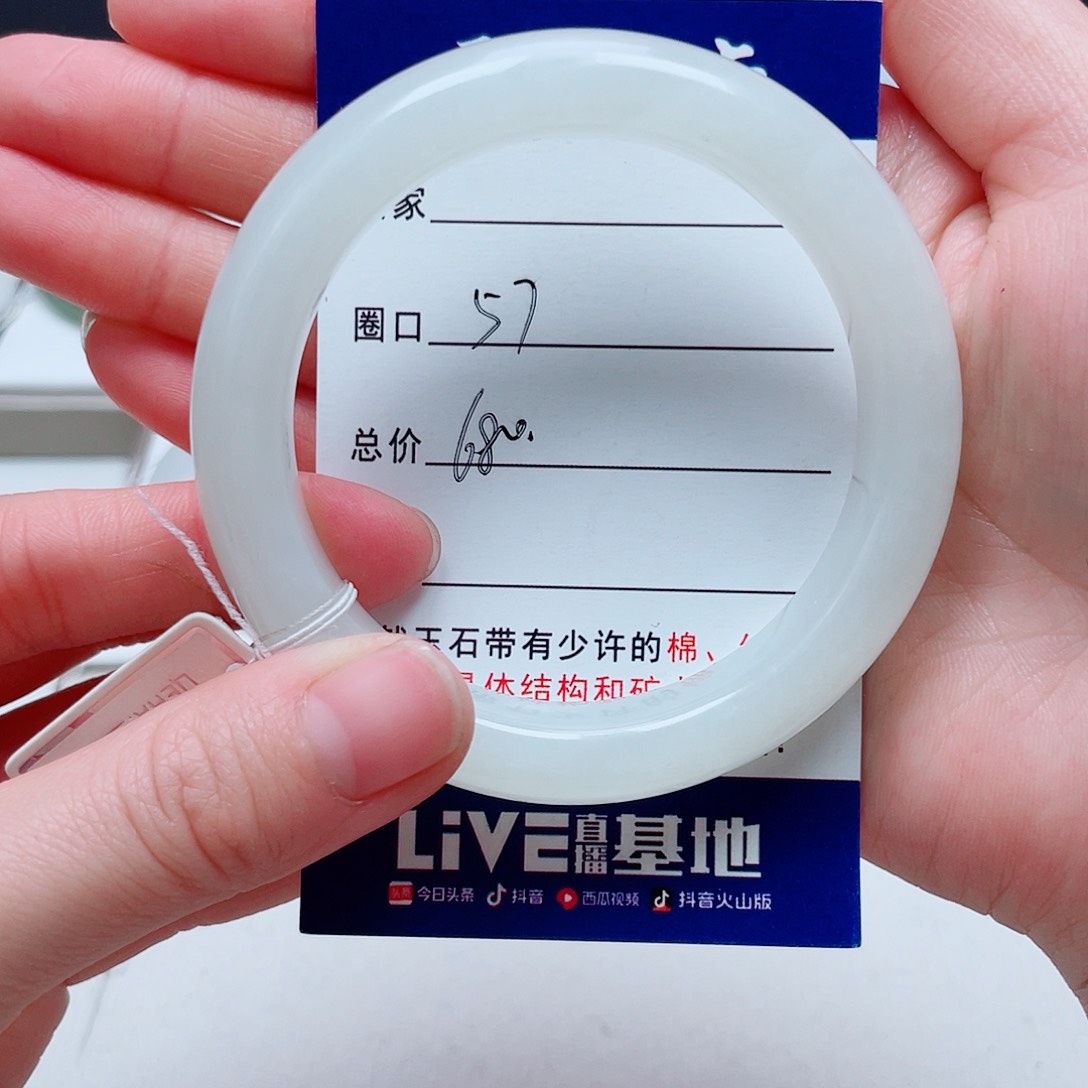 家
圈口 57
总价 680.
玉石带有少许的棉、
晶体结构和矿
LiVE直播基地
今日头条 抖音 西瓜视频 抖音火山版